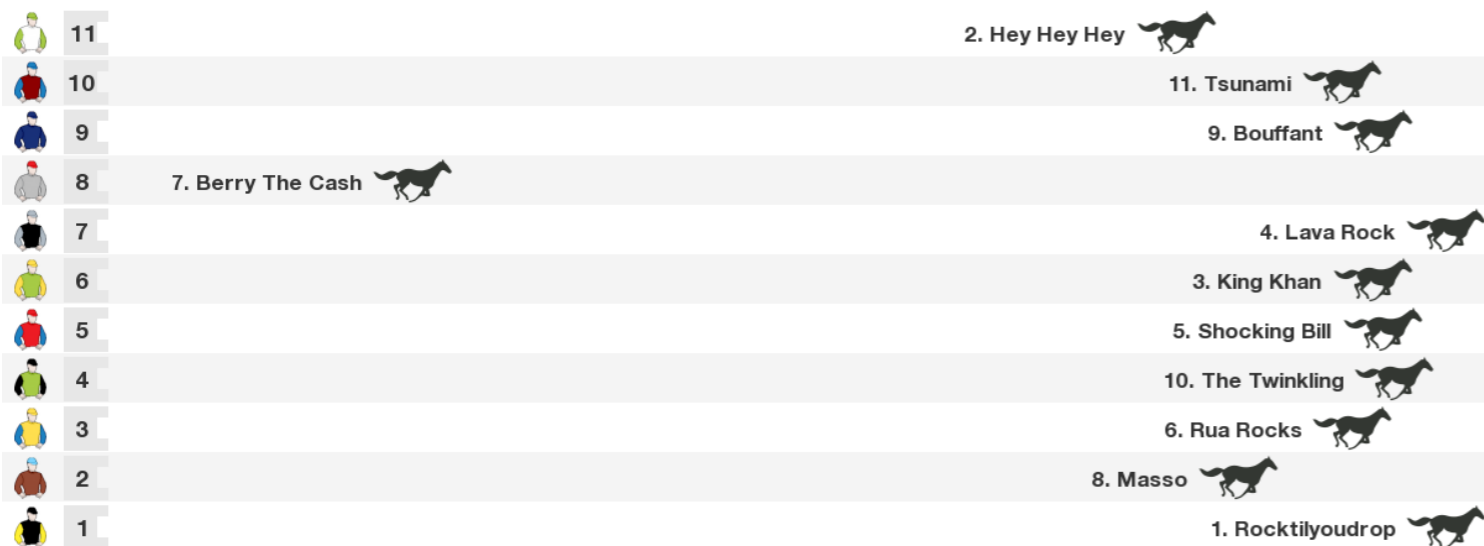 11 2. Hey Hey Hey
10 11. Tsunami
9 9. Bouffant
8 7. Berry The Cash
7 4. Lava Rock
6 3. King Khan
5 5. Shocking Bill
4 10. The Twinkling
3 6. Rua Rocks
2 8. Masso
1 1. Rocktilyoudrop